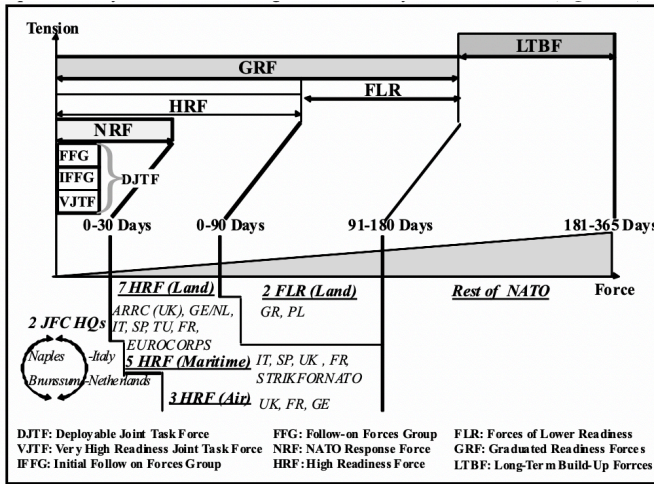 Tension
LTBF
GRF
FLR
HRF
NRF
FFG
IFFG
VJTF
DJTF
0-30 Days
0-90 Days
91-180 Days
181-365 Days
7 HRF (Land)
2 FLR (Land)
Rest of NATO
Force
ARRC (UK), GE/NL,
IT, SP, TU, FR,
EUROCORPS
GR, PL
2 JFC HQs
Naples -Italy
Brunssum -Netherlands
5 HRF (Maritime)
IT, SP, UK , FR,
STRIKFORNATO
3 HRF (Air)
UK, FR, GE
DJTF: Deployable Joint Task Force
VJTF: Very High Readiness Joint Task Force
IFFG: Initial Follow on Forces Group
FFG: Follow-on Forces Group
NRF: NATO Response Force
HRF: High Readiness Force
FLR: Forces of Lower Readiness
GRF: Graduated Readiness Forces
LTBF: Long-Term Build-Up Forrces